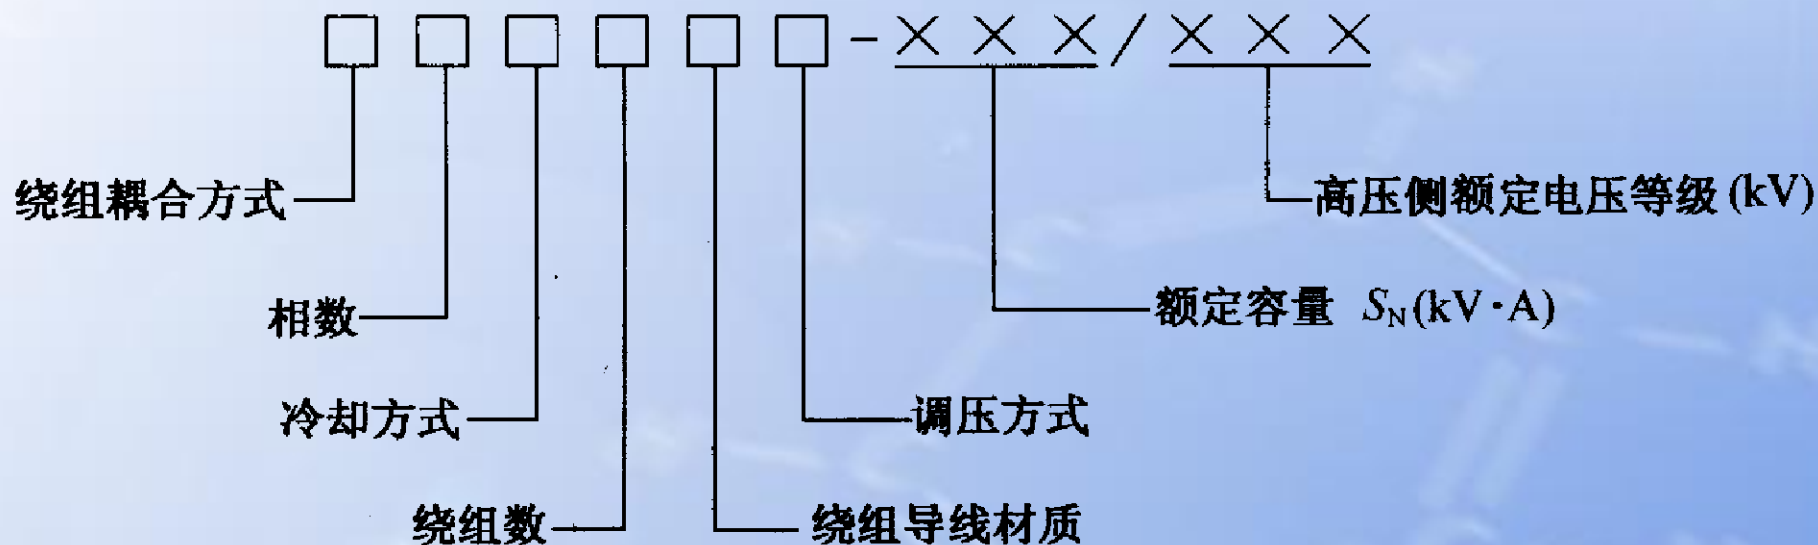 □ □ □ □ □ □ - × × × / × × ×
绕组耦合方式
高压侧额定电压等级(kV)
相数
额定容量 S_N(kV·A)
冷却方式
调压方式
绕组数
绕组导线材质